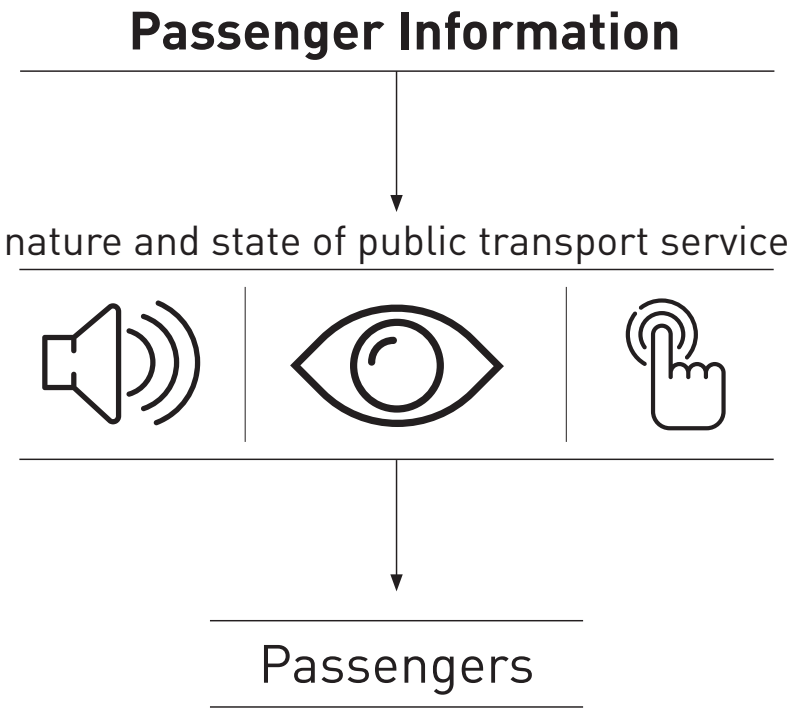 Passenger Information
nature and state of public transport service
Passengers